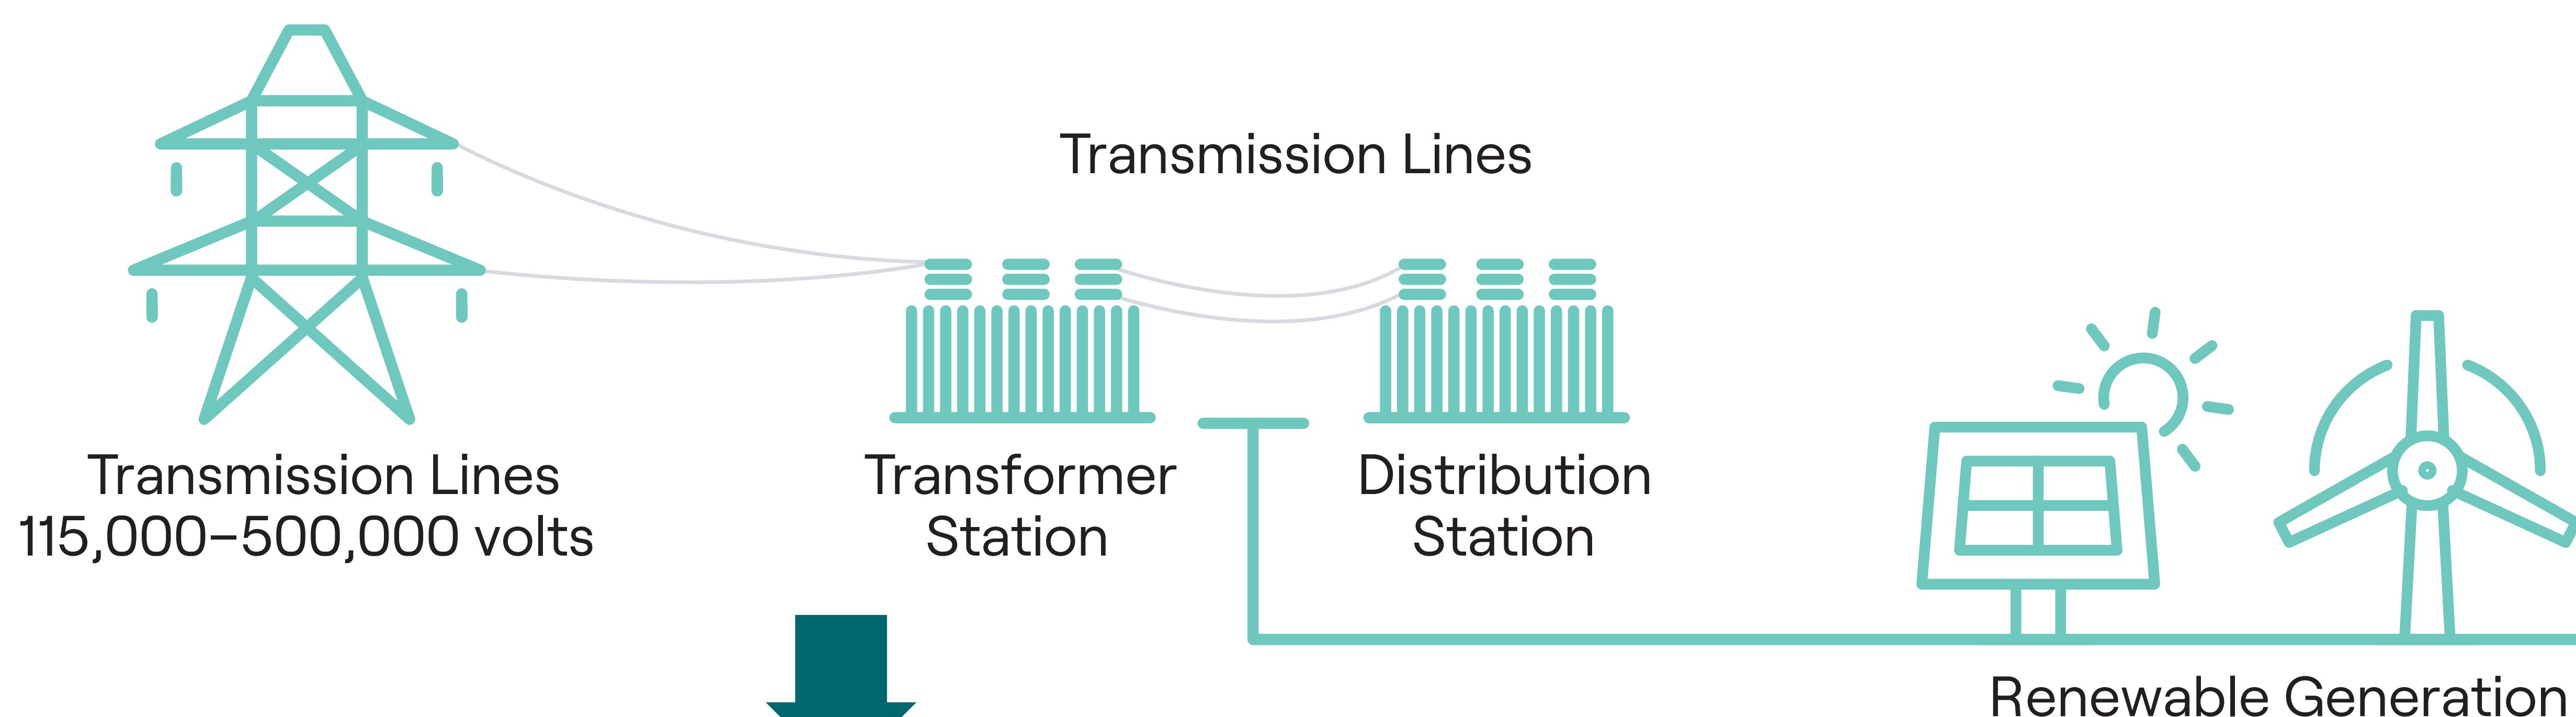 Transmission Lines
Transmission Lines
115,000–500,000 volts
Transformer
Station
Distribution
Station
Renewable Generation